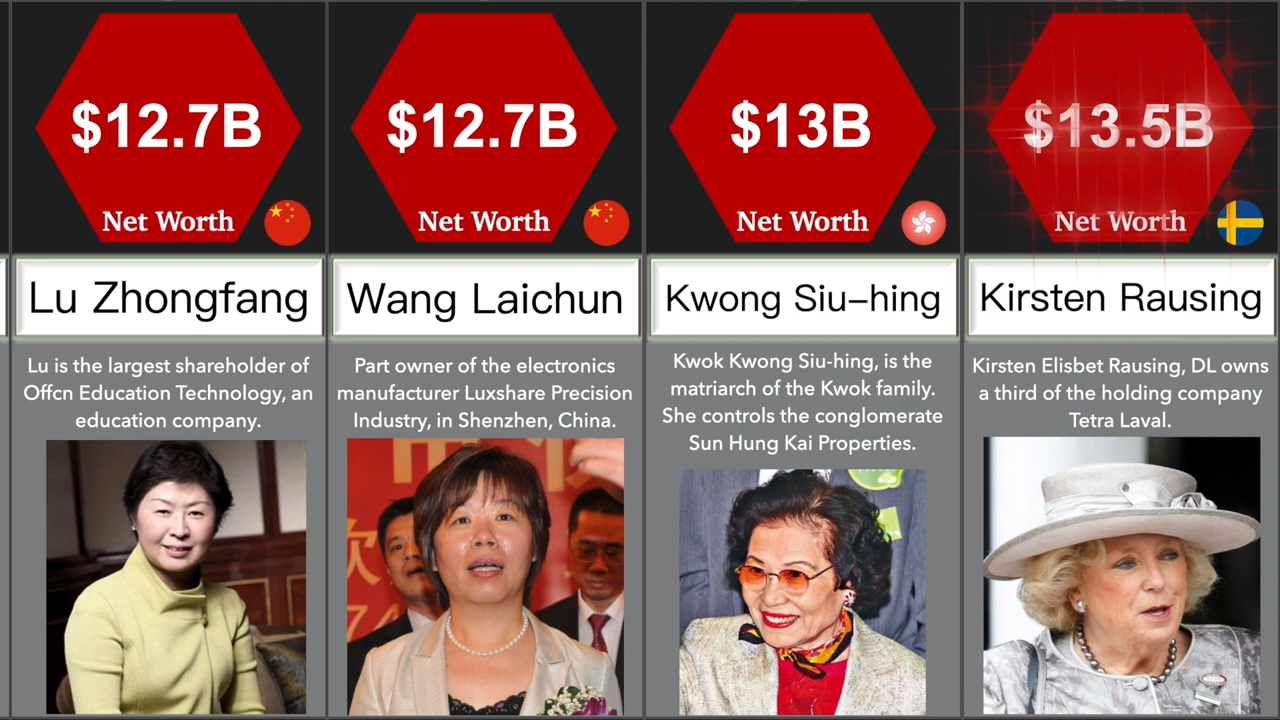 $12.7B
Net Worth
Lu Zhongfang
Lu is the largest shareholder of
Offcn Education Technology, an
education company.
$12.7B
Net Worth
Wang Laichun
Part owner of the electronics
manufacturer Luxshare Precision
Industry, in Shenzhen, China.
$13B
Net Worth
Kwong Siu-hing
Kwok Kwong Siu-hing, is the
matriarch of the Kwok family.
She controls the conglomerate
Sun Hung Kai Properties.
$13.5B
Net Worth
Kirsten Rausing
Kirsten Elisbet Rausing, DL owns
a third of the holding company
Tetra Laval.